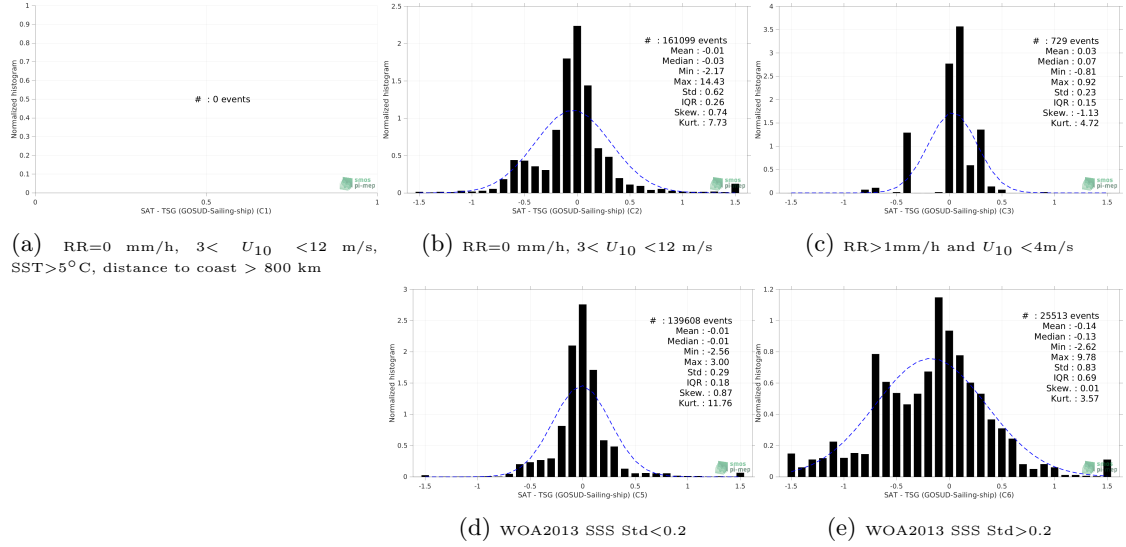 1
0.9
0.8
0.7
0.6
0.5
0.4
0.3
0.2
0.1
0
Normalized histogram
# : 0 events
smos
pi-mep
0 0.5 1
SAT - TSG (GOSUD-Sailing-ship) (C1)
(a) RR=0 mm/h, 3< U10 <12 m/s,
SST>5°C, distance to coast > 800 km
2.5
2
1.5
1
0.5
0
Normalized histogram
# : 161099 events
Mean : -0.01
Median : -0.03
Min : -2.17
Max : 14.43
Std : 0.62
IQR : 0.26
Skew. : 0.74
Kurt. : 7.73
smos
pi-mep
-1.5 -1 -0.5 0 0.5 1 1.5
SAT - TSG (GOSUD-Sailing-ship) (C2)
(b) RR=0 mm/h, 3< U10 <12 m/s
4
3.5
3
2.5
2
1.5
1
0.5
0
Normalized histogram
# : 729 events
Mean : 0.03
Median : 0.07
Min : -0.81
Max : 0.92
Std : 0.23
IQR : 0.15
Skew. : -1.13
Kurt. : 4.72
smos
pi-mep
-1.5 -1 -0.5 0 0.5 1 1.5
SAT - TSG (GOSUD-Sailing-ship) (C3)
(c) RR>1mm/h and U10 <4m/s
3
2.5
2
1.5
1
0.5
0
Normalized histogram
# : 139608 events
Mean : -0.01
Median : -0.01
Min : -2.56
Max : 3.00
Std : 0.29
IQR : 0.18
Skew. : 0.87
Kurt. : 11.76
smos
pi-mep
-1.5 -1 -0.5 0 0.5 1 1.5
SAT - TSG (GOSUD-Sailing-ship) (C5)
(d) WOA2013 SSS Std<0.2
1.2
1
0.8
0.6
0.4
0.2
0
Normalized histogram
# : 25513 events
Mean : -0.14
Median : -0.13
Min : -2.62
Max : 9.78
Std : 0.83
IQR : 0.69
Skew. : 0.01
Kurt. : 3.57
smos
pi-mep
-1.5 -1 -0.5 0 0.5 1 1.5
SAT - TSG (GOSUD-Sailing-ship) (C6)
(e) WOA2013 SSS Std>0.2